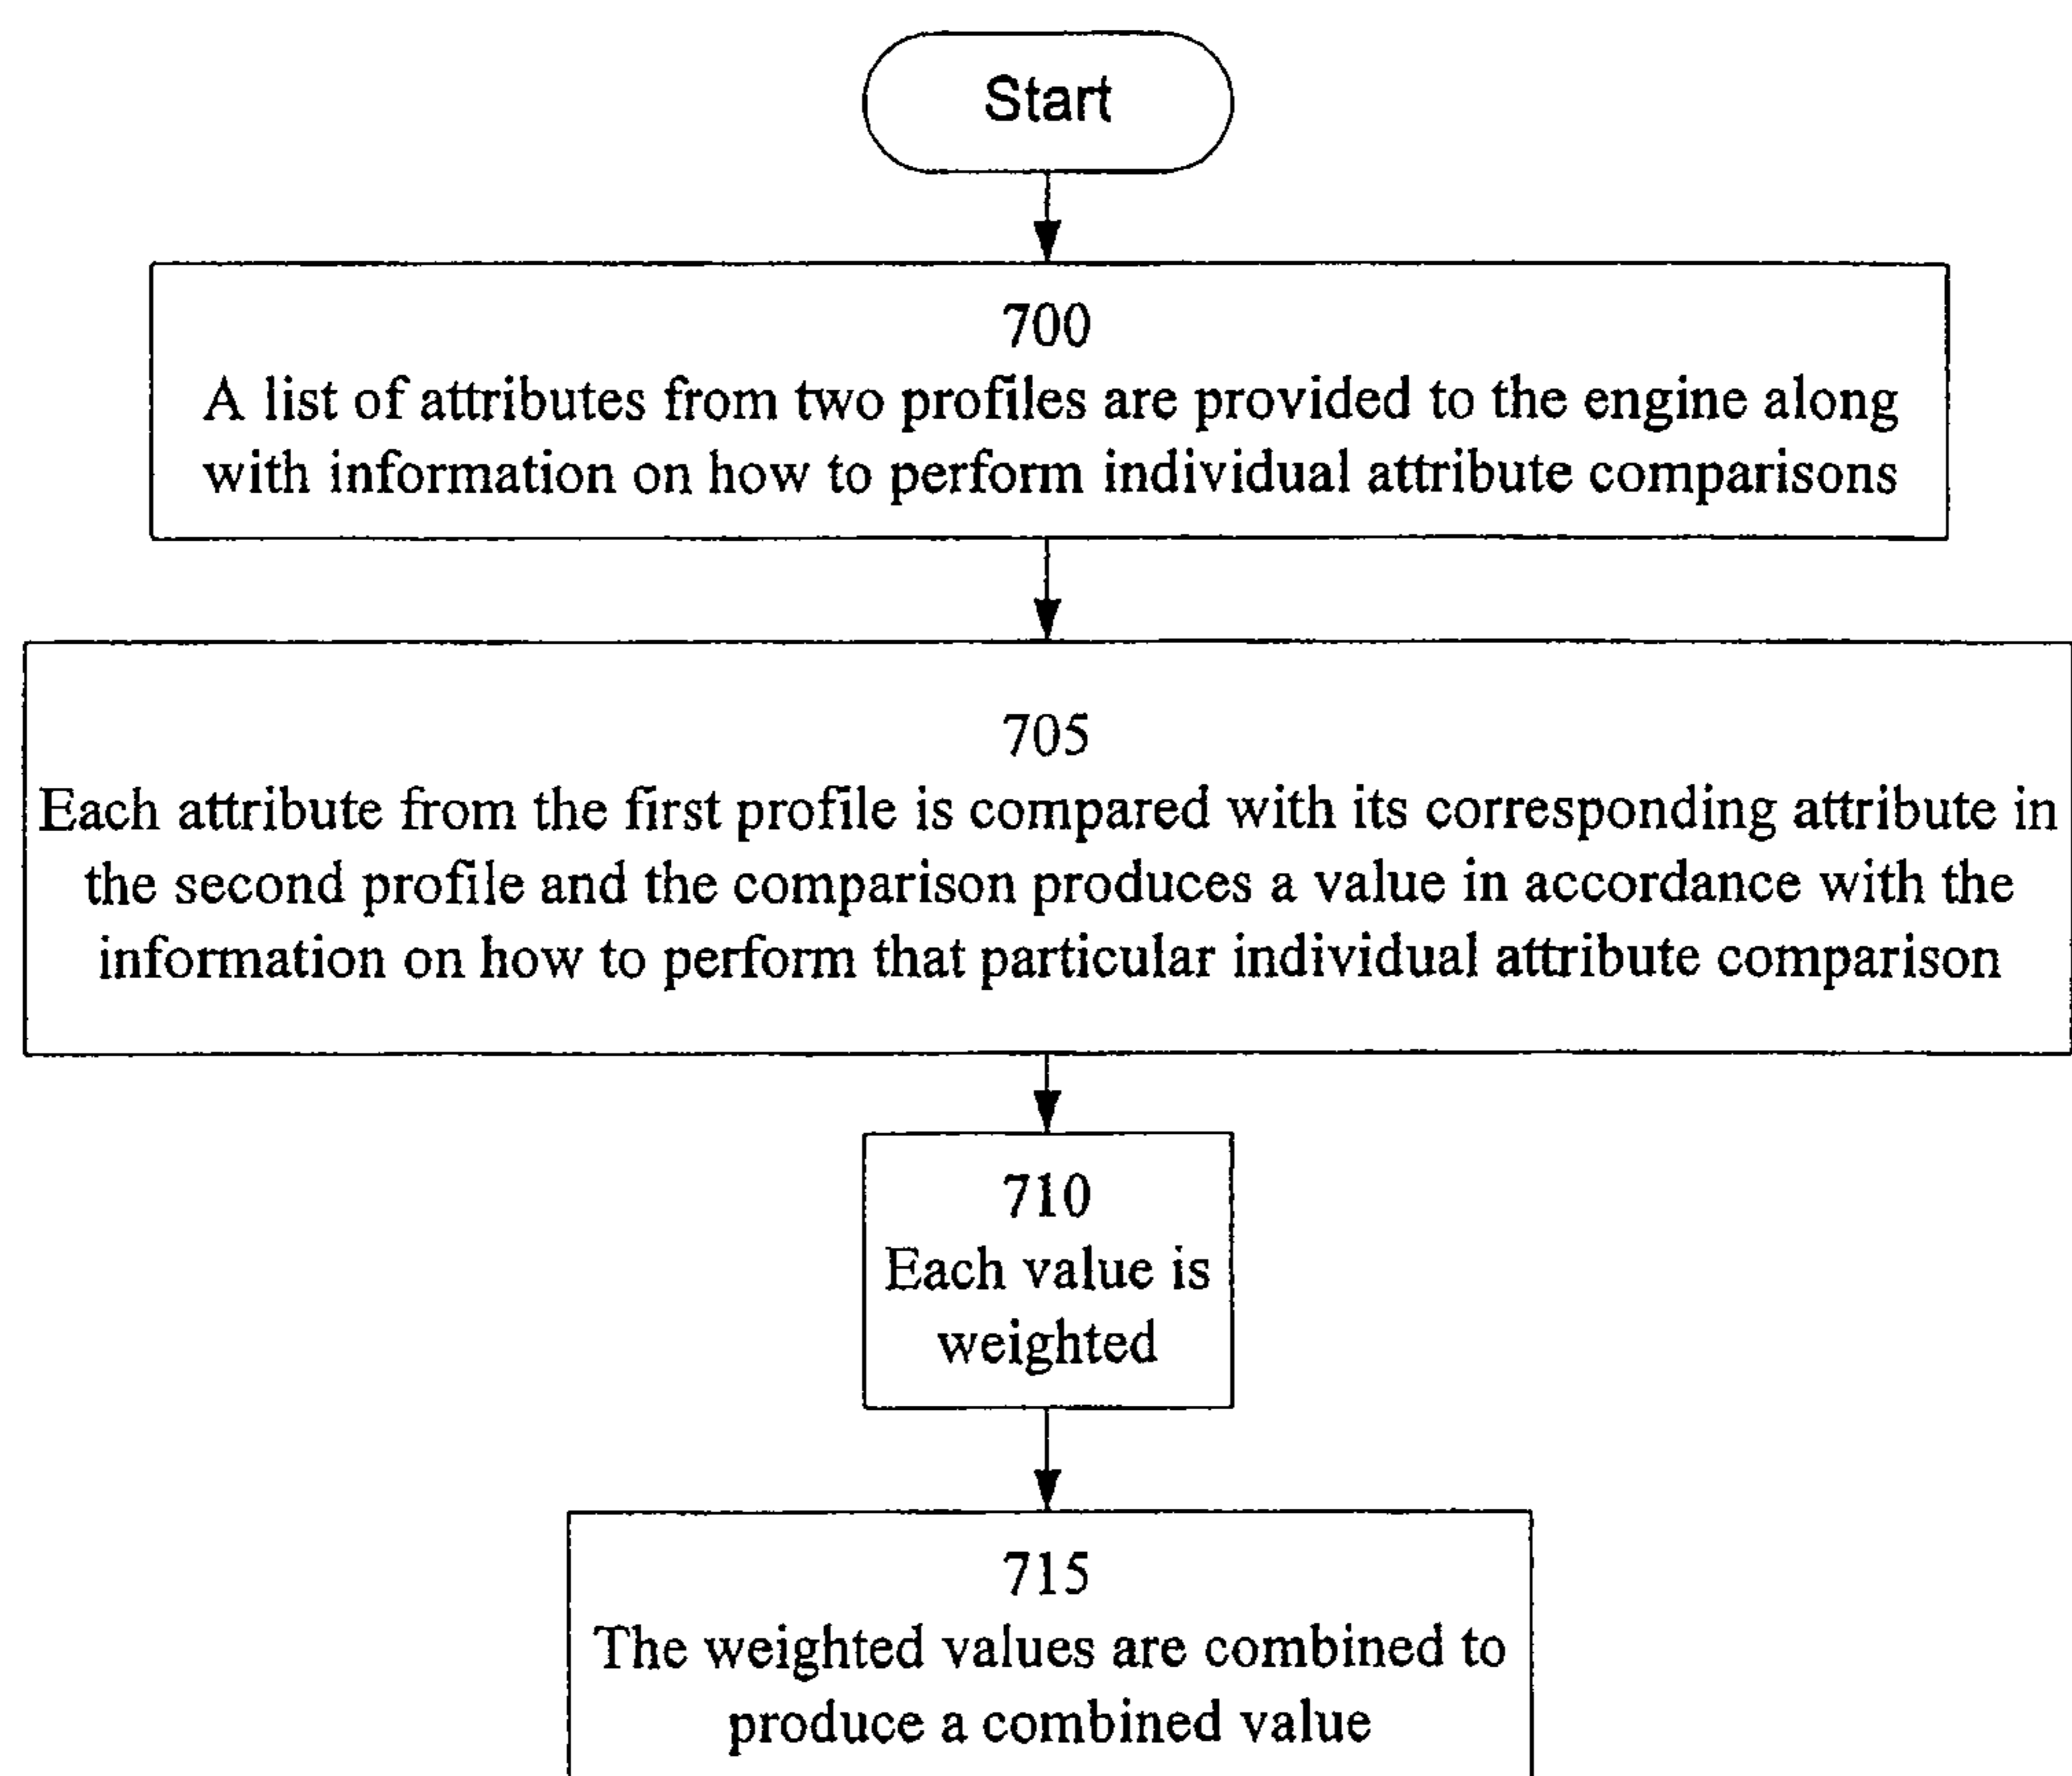 Start
700
A list of attributes from two profiles are provided to the engine along
with information on how to perform individual attribute comparisons
705
Each attribute from the first profile is compared with its corresponding attribute in
the second profile and the comparison produces a value in accordance with the
information on how to perform that particular individual attribute comparison
710
Each value is
weighted
715
The weighted values are combined to
produce a combined value